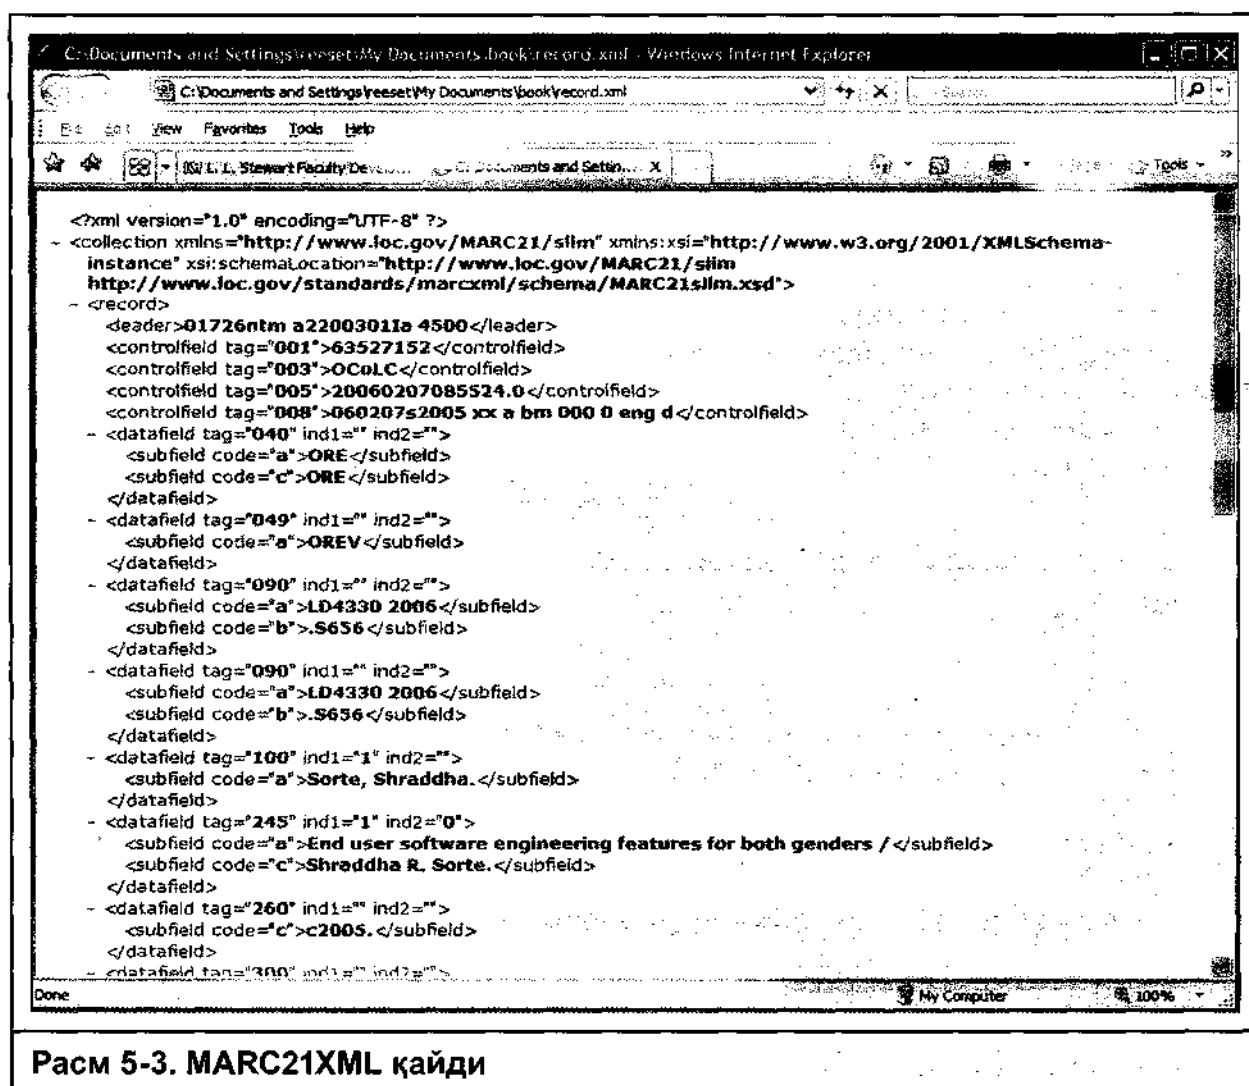 C:\Documents and Settings\reeset\My Documents\book\record.xml - Windows Internet Explorer
C:\Documents and Settings\reeset\My Documents\book\record.xml
View Favorites Tools Help
L. L. Stewart Faculty C:\Documents and Settin... X Tools
<?xml version="1.0" encoding="UTF-8" ?>
- <collection xmlns="http://www.loc.gov/MARC21/slim" xmlns:xsi="http://www.w3.org/2001/XMLSchema-
instance" xsi:schemaLocation="http://www.loc.gov/MARC21/slim
http://www.loc.gov/standards/marcxml/schema/MARC21slim.xsd">
- <record>
<leader>01726ntm a2200301Ia 4500</leader>
<controlfield tag="001">63527152</controlfield>
<controlfield tag="003">OCoLC</controlfield>
<controlfield tag="005">20060207085524.0</controlfield>
<controlfield tag="008">060207s2005 xx a bm 000 0 eng d</controlfield>
- <datafield tag="040" ind1="" ind2="">
<subfield code="a">ORE</subfield>
<subfield code="c">ORE</subfield>
</datafield>
- <datafield tag="049" ind1="" ind2="">
<subfield code="a">OREV</subfield>
</datafield>
- <datafield tag="090" ind1="" ind2="">
<subfield code="a">LD4330 2006</subfield>
<subfield code="b">.S656</subfield>
</datafield>
- <datafield tag="090" ind1="" ind2="">
<subfield code="a">LD4330 2006</subfield>
<subfield code="b">.S656</subfield>
</datafield>
- <datafield tag="100" ind1="1" ind2="">
<subfield code="a">Sorte, Shraddha.</subfield>
</datafield>
- <datafield tag="245" ind1="1" ind2="0">
<subfield code="a">End user software engineering features for both genders /</subfield>
<subfield code="c">Shraddha R. Sorte.</subfield>
</datafield>
- <datafield tag="260" ind1="" ind2="">
<subfield code="c">c2005.</subfield>
</datafield>
- <datafield tag="300" ind1="" ind2="">
Done My Computer 100%
Расм 5-3. MARC21XML қайди